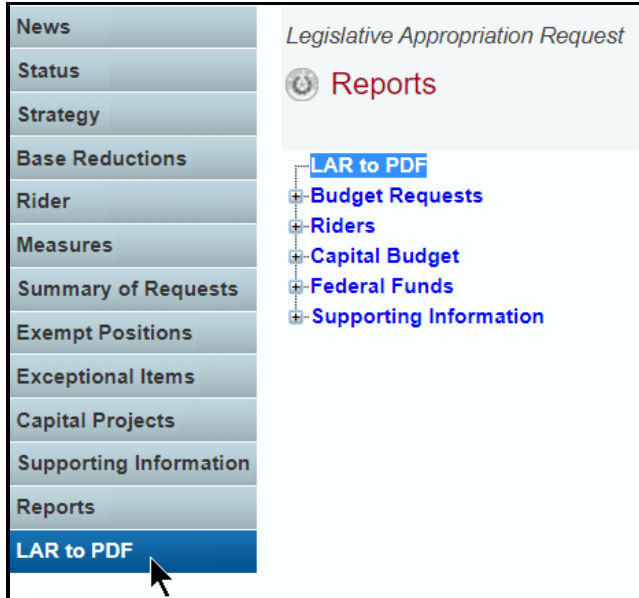 News
Status
Strategy
Base Reductions
Rider
Measures
Summary of Requests
Exempt Positions
Exceptional Items
Capital Projects
Supporting Information
Reports
LAR to PDF
Legislative Appropriation Request
Reports
LAR to PDF
Budget Requests
Riders
Capital Budget
Federal Funds
Supporting Information